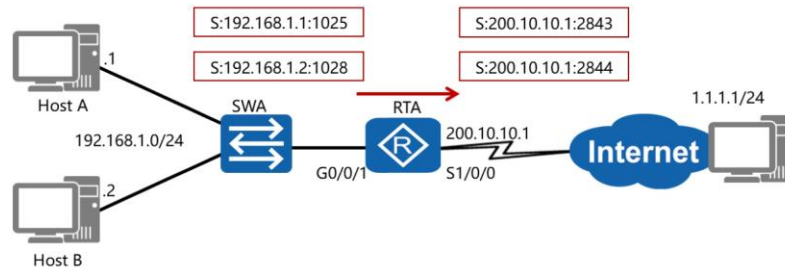 S:192.168.1.1:1025
S:200.10.10.1:2843
.1
S:192.168.1.2:1028
S:200.10.10.1:2844
Host A
SWA
RTA
1.1.1.1/24
192.168.1.0/24
200.10.10.1
R
Internet
G0/0/1
S1/0/0
.2
Host B